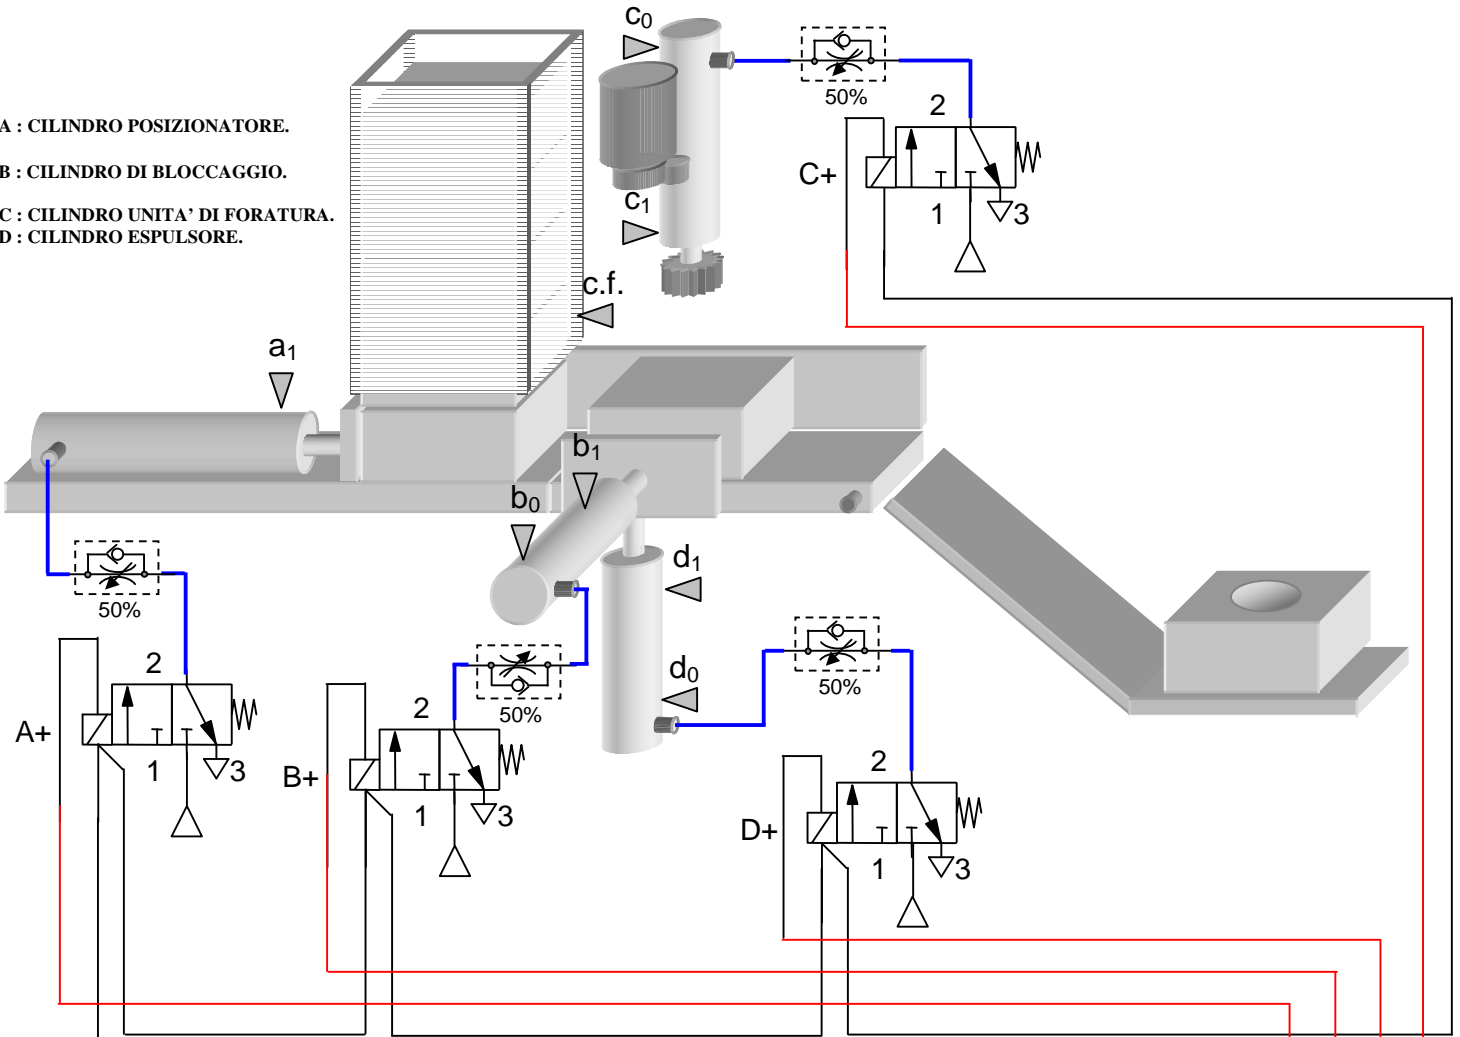 A : CILINDRO POSIZIONATORE.
B : CILINDRO DI BLOCCAGGIO.
C : CILINDRO UNITA' DI FORATURA.
D : CILINDRO ESPULSORE.
c0
c1
c.f.
50%
2
C+
1
3
a1
b1
b0
d1
d0
50%
2
A+
1
3
50%
2
B+
1
3
50%
2
D+
1
3